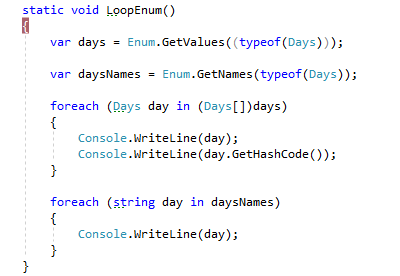 static void LoopEnum()
{
    var days = Enum.GetValues((typeof(Days)));
    var daysNames = Enum.GetNames(typeof(Days));
    foreach (Days day in (Days[])days)
    {
        Console.WriteLine(day);
        Console.WriteLine(day.GetHashCode());
    }
    foreach (string day in daysNames)
    {
        Console.WriteLine(day);
    }
}